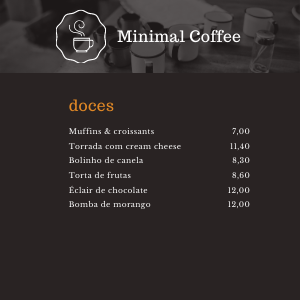 Minimal Coffee
doces
Muffins & croissants 7,00
Torrada com cream cheese 11,40
Bolinho de canela 8,30
Torta de frutas 8,60
Éclair de chocolate 12,00
Bomba de morango 12,00